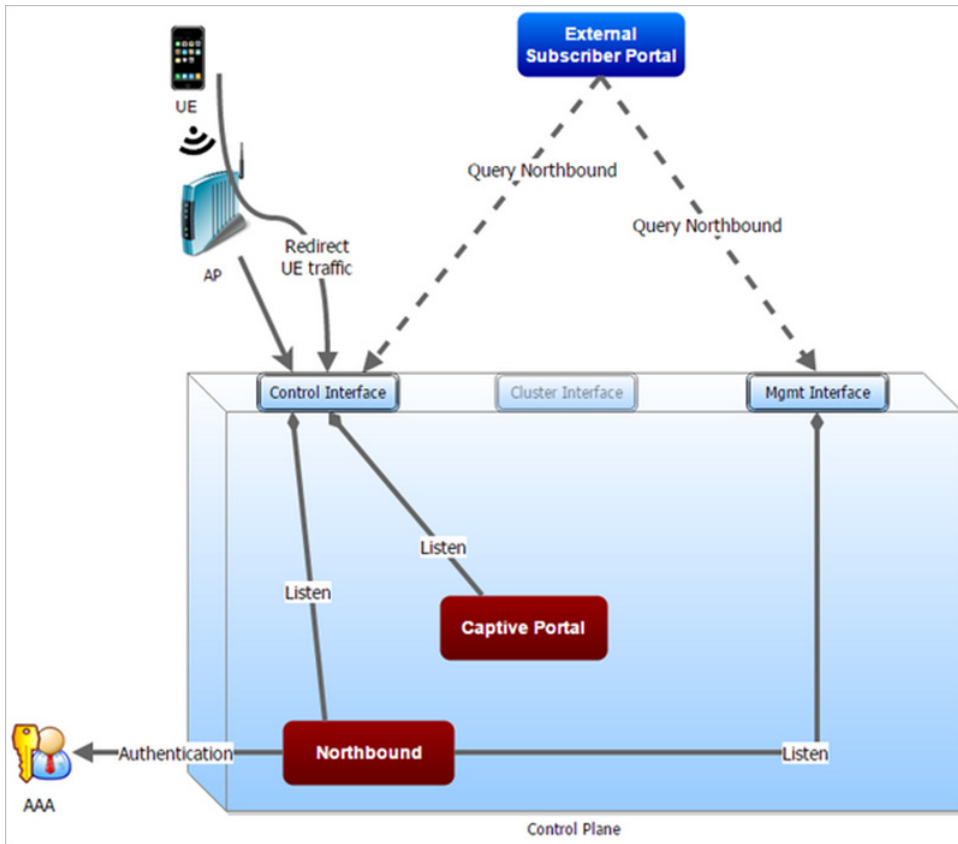 External
Subscriber Portal
UE
Query Northbound
Query Northbound
Redirect
UE traffic
AP
Control Interface
Cluster Interface
Mgmt Interface
Listen
Listen
Captive Portal
Northbound
Authentication
Listen
AAA
Control Plane